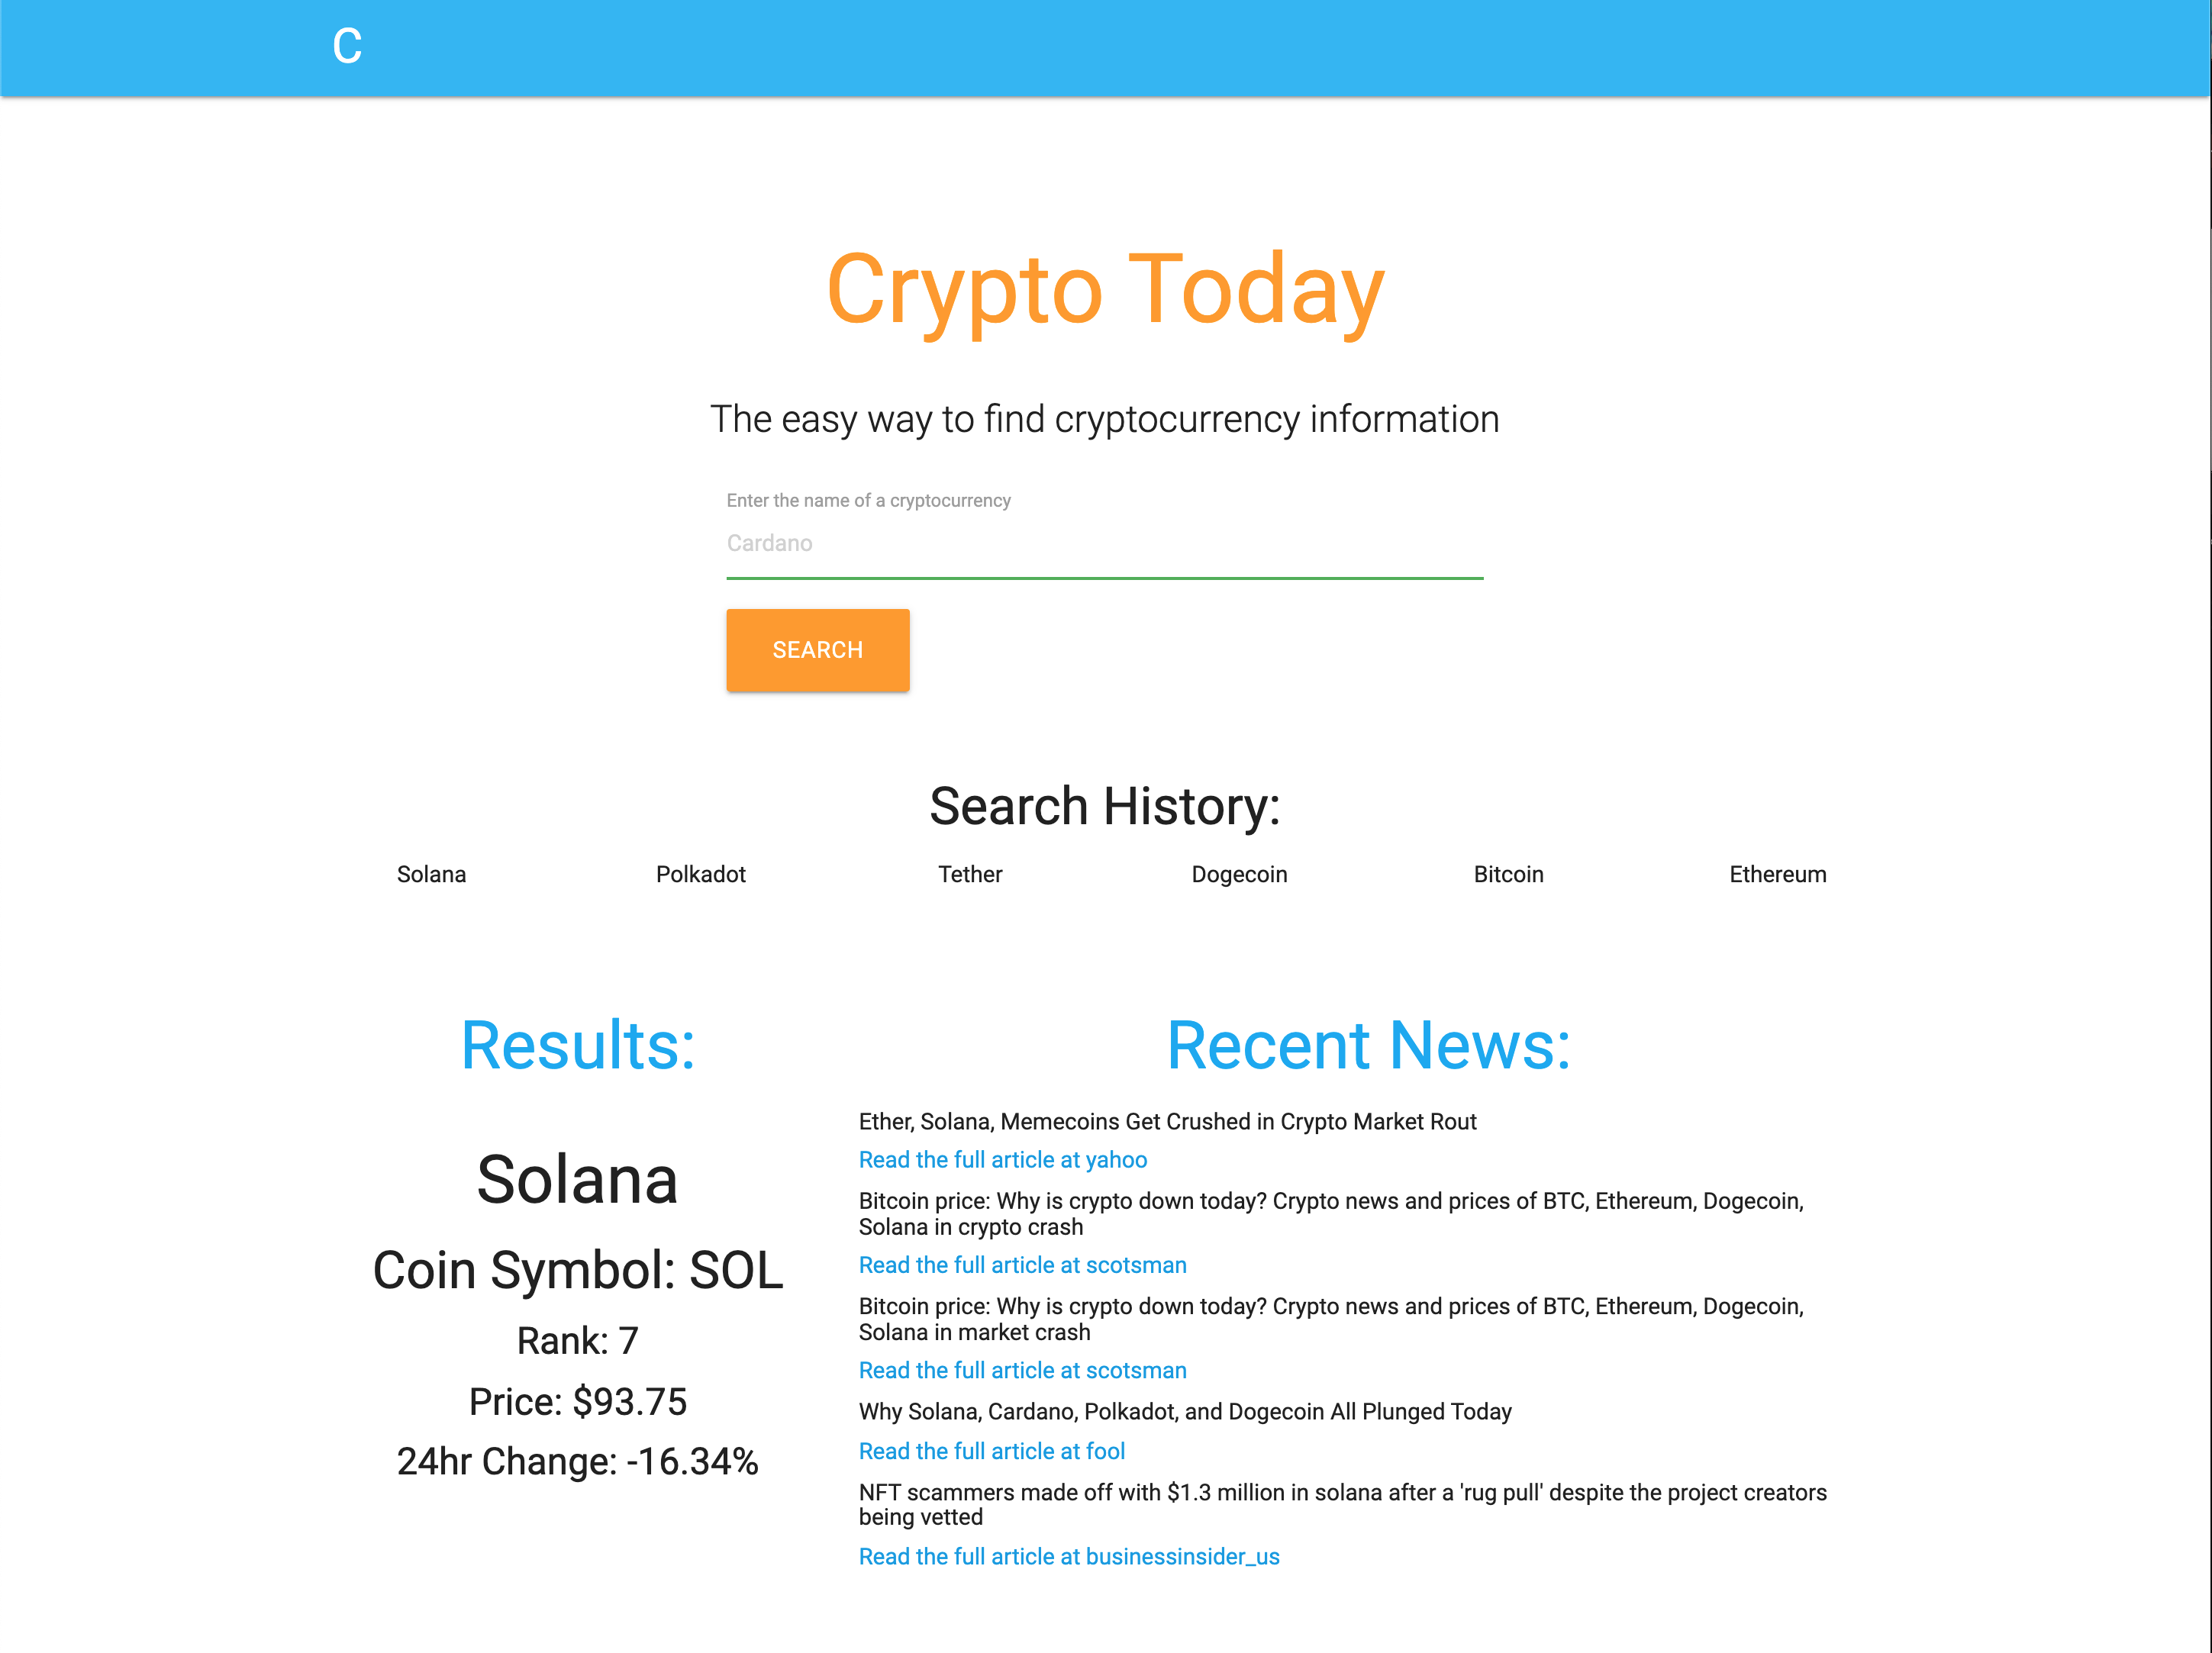 C
Crypto Today
The easy way to find cryptocurrency information
Enter the name of a cryptocurrency
Cardano
SEARCH
Search History:
Solana Polkadot Tether Dogecoin Bitcoin Ethereum
Results:
Solana
Coin Symbol: SOL
Rank: 7
Price: $93.75
24hr Change: -16.34%
Recent News:
Ether, Solana, Memecoins Get Crushed in Crypto Market Rout
Read the full article at yahoo
Bitcoin price: Why is crypto down today? Crypto news and prices of BTC, Ethereum, Dogecoin,
Solana in crypto crash
Read the full article at scotsman
Bitcoin price: Why is crypto down today? Crypto news and prices of BTC, Ethereum, Dogecoin,
Solana in market crash
Read the full article at scotsman
Why Solana, Cardano, Polkadot, and Dogecoin All Plunged Today
Read the full article at fool
NFT scammers made off with $1.3 million in solana after a 'rug pull' despite the project creators
being vetted
Read the full article at businessinsider_us